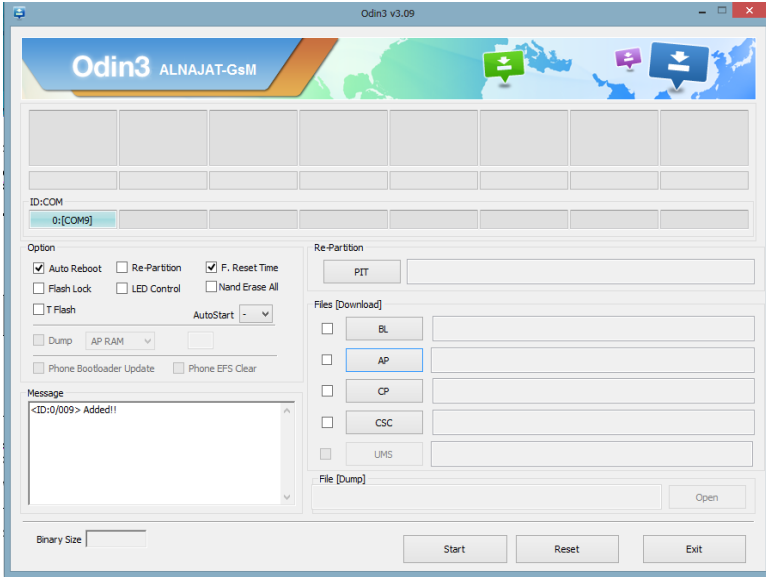 Odin3 v3.09
Odin3 ALNAJAT-GsM
ID:COM
0:[COM9]
Option
Auto Reboot Re-Partition F. Reset Time
Flash Lock LED Control Nand Erase All
T Flash AutoStart -
Dump AP RAM
Phone Bootloader Update Phone EFS Clear
Message
<ID:0/009> Added!!
Re-Partition
PIT
Files [Download]
BL
AP
CP
CSC
UMS
File [Dump]
Open
Binary Size
Start Reset Exit